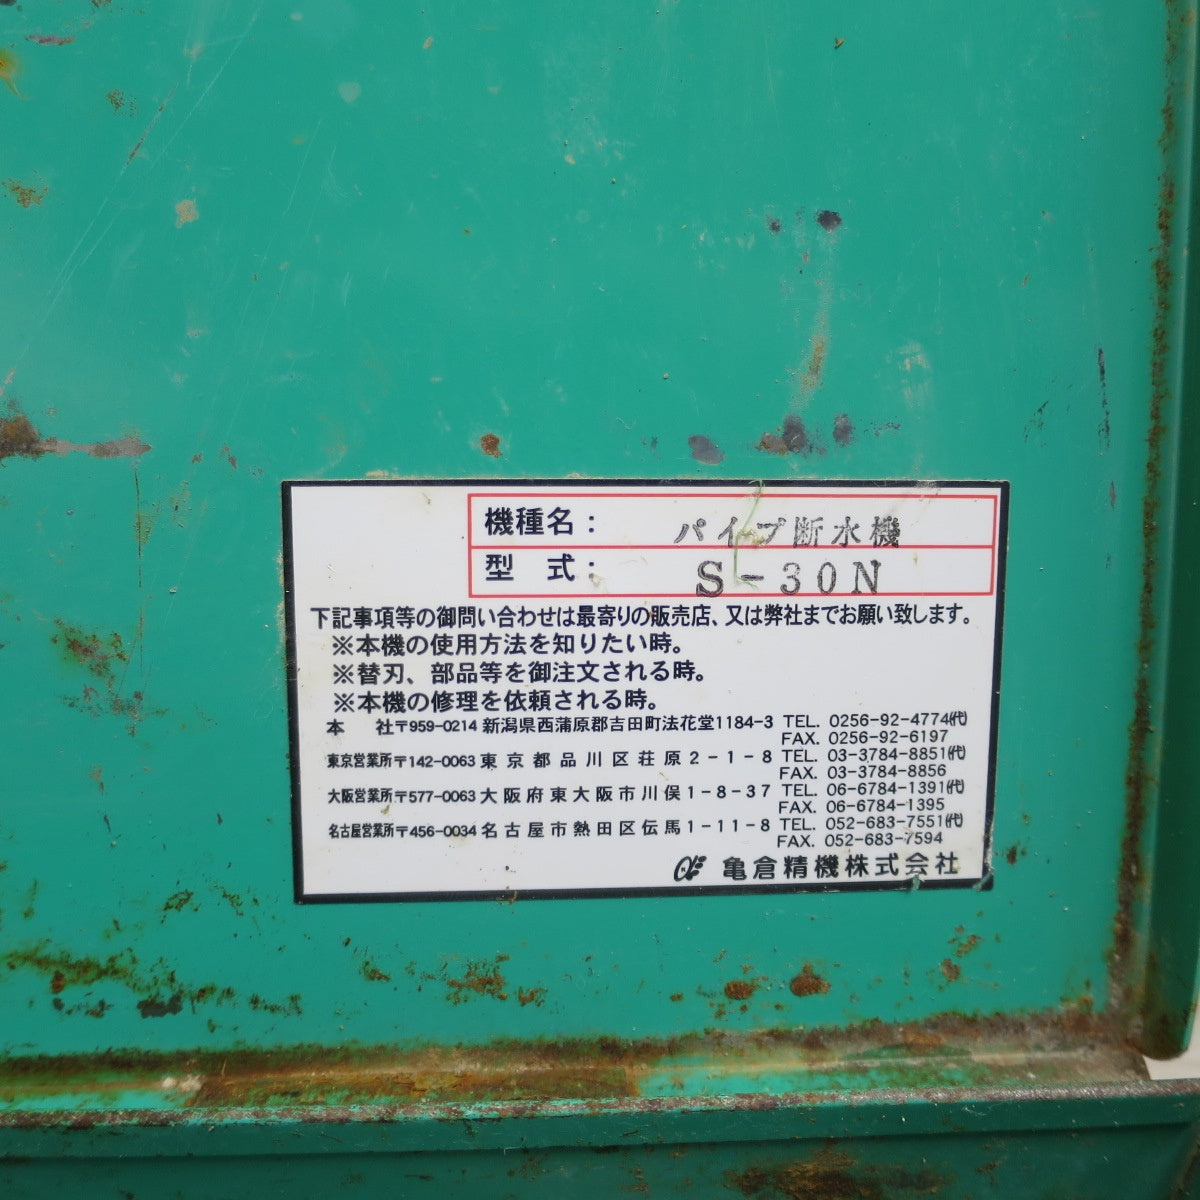 機種名： パイプ断水機
型　式： S-30N
下記事項等の御問い合わせは最寄りの販売店、又は弊社までお願い致します。
※本機の使用方法を知りたい時。
※替刃、部品等を御注文される時。
※本機の修理を依頼される時。
本　社〒959-0214 新潟県西蒲原郡吉田町法花堂1184-3 TEL. 0256-92-4774㈹
FAX. 0256-92-6197
東京営業所〒142-0063 東京都品川区荏原2-1-8 TEL. 03-3784-8851㈹
FAX. 03-3784-8856
大阪営業所〒577-0063 大阪府東大阪市川俣1-8-37 TEL. 06-6784-1391㈹
FAX. 06-6784-1395
名古屋営業所〒456-0034 名古屋市熱田区伝馬1-11-8 TEL. 052-683-7551㈹
FAX. 052-683-7594
亀倉精機株式会社